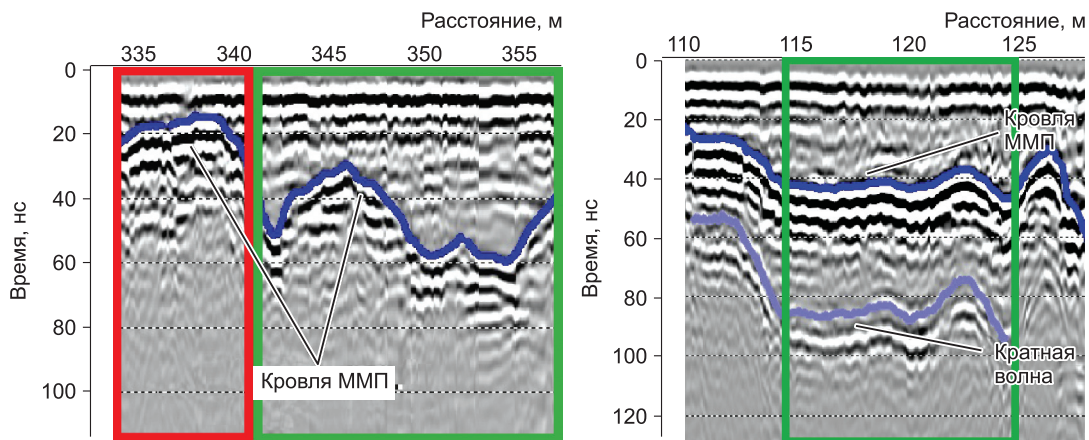 Расстояние, м
335 340 345 350 355
0
20
40
60
80
100
Время, нс
Кровля ММП
Расстояние, м
110 115 120 125
0
20
40
60
80
100
120
Время, нс
Кровля
ММП
Кратная
волна